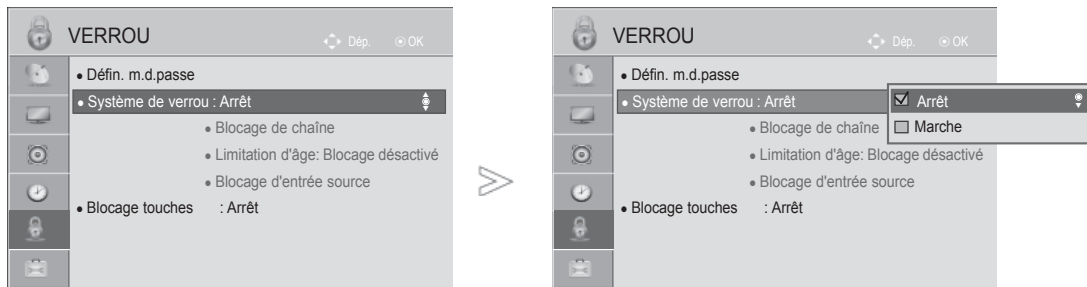 VERROU
Dép. OK
• Défin. m.d.passe
• Système de verrou : Arrêt
• Blocage de chaîne
• Limitation d'âge: Blocage désactivé
• Blocage d'entrée source
• Blocage touches : Arrêt
VERROU
Dép. OK
• Défin. m.d.passe
• Système de verrou : Arrêt
Arrêt
Marche
• Blocage de chaîne
• Limitation d'âge: Blocage désactivé
• Blocage d'entrée source
• Blocage touches : Arrêt